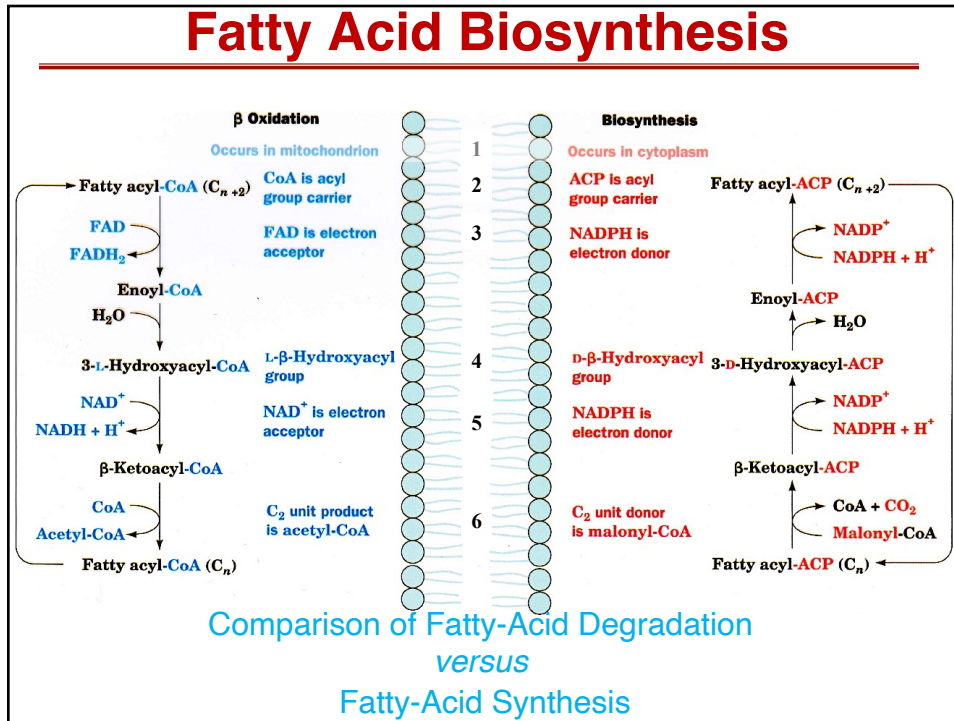 Fatty Acid Biosynthesis
β Oxidation
Occurs in mitochondrion
Fatty acyl-CoA (Cₙ₊₂)
CoA is acyl
group carrier
FAD
FADH₂
FAD is electron
acceptor
Enoyl-CoA
H₂O
3-L-Hydroxyacyl-CoA
L-β-Hydroxyacyl
group
NAD⁺
NADH + H⁺
NAD⁺ is electron
acceptor
β-Ketoacyl-CoA
CoA
Acetyl-CoA
C₂ unit product
is acetyl-CoA
Fatty acyl-CoA (Cₙ)
1
2
3
4
5
6
Biosynthesis
Occurs in cytoplasm
ACP is acyl
group carrier
Fatty acyl-ACP (Cₙ₊₂)
NADPH is
electron donor
NADP⁺
NADPH + H⁺
Enoyl-ACP
H₂O
D-β-Hydroxyacyl
group
3-D-Hydroxyacyl-ACP
NADPH is
electron donor
NADP⁺
NADPH + H⁺
β-Ketoacyl-ACP
C₂ unit donor
is malonyl-CoA
CoA + CO₂
Malonyl-CoA
Fatty acyl-ACP (Cₙ)
Comparison of Fatty-Acid Degradation
versus
Fatty-Acid Synthesis